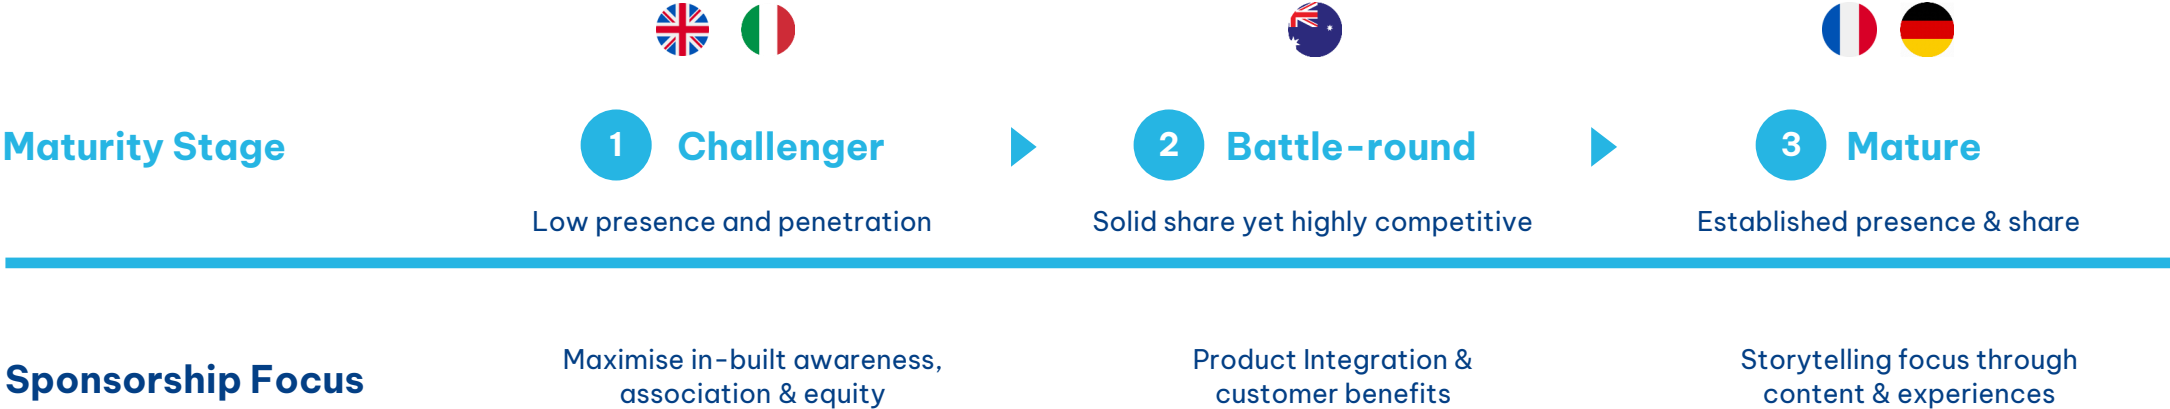 Maturity Stage
1 Challenger
2 Battle-round
3 Mature
Low presence and penetration
Solid share yet highly competitive
Established presence & share
Sponsorship Focus
Maximise in-built awareness,
association & equity
Product Integration &
customer benefits
Storytelling focus through
content & experiences